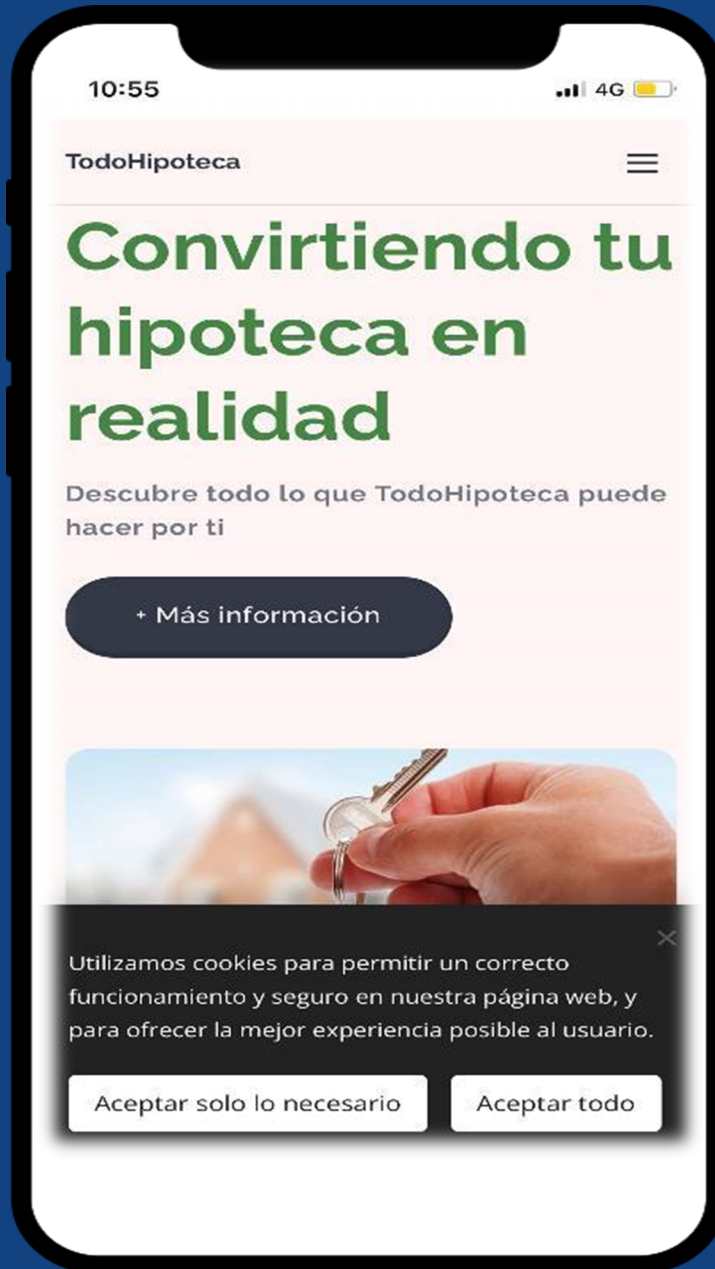 10:55
4G
TodoHipoteca
Convirtiendo tu
hipoteca en
realidad
Descubre todo lo que TodoHipoteca puede
hacer por ti
+ Más información
Utilizamos cookies para permitir un correcto
funcionamiento y seguro en nuestra página web, y
para ofrecer la mejor experiencia posible al usuario.
Aceptar solo lo necesario
Aceptar todo